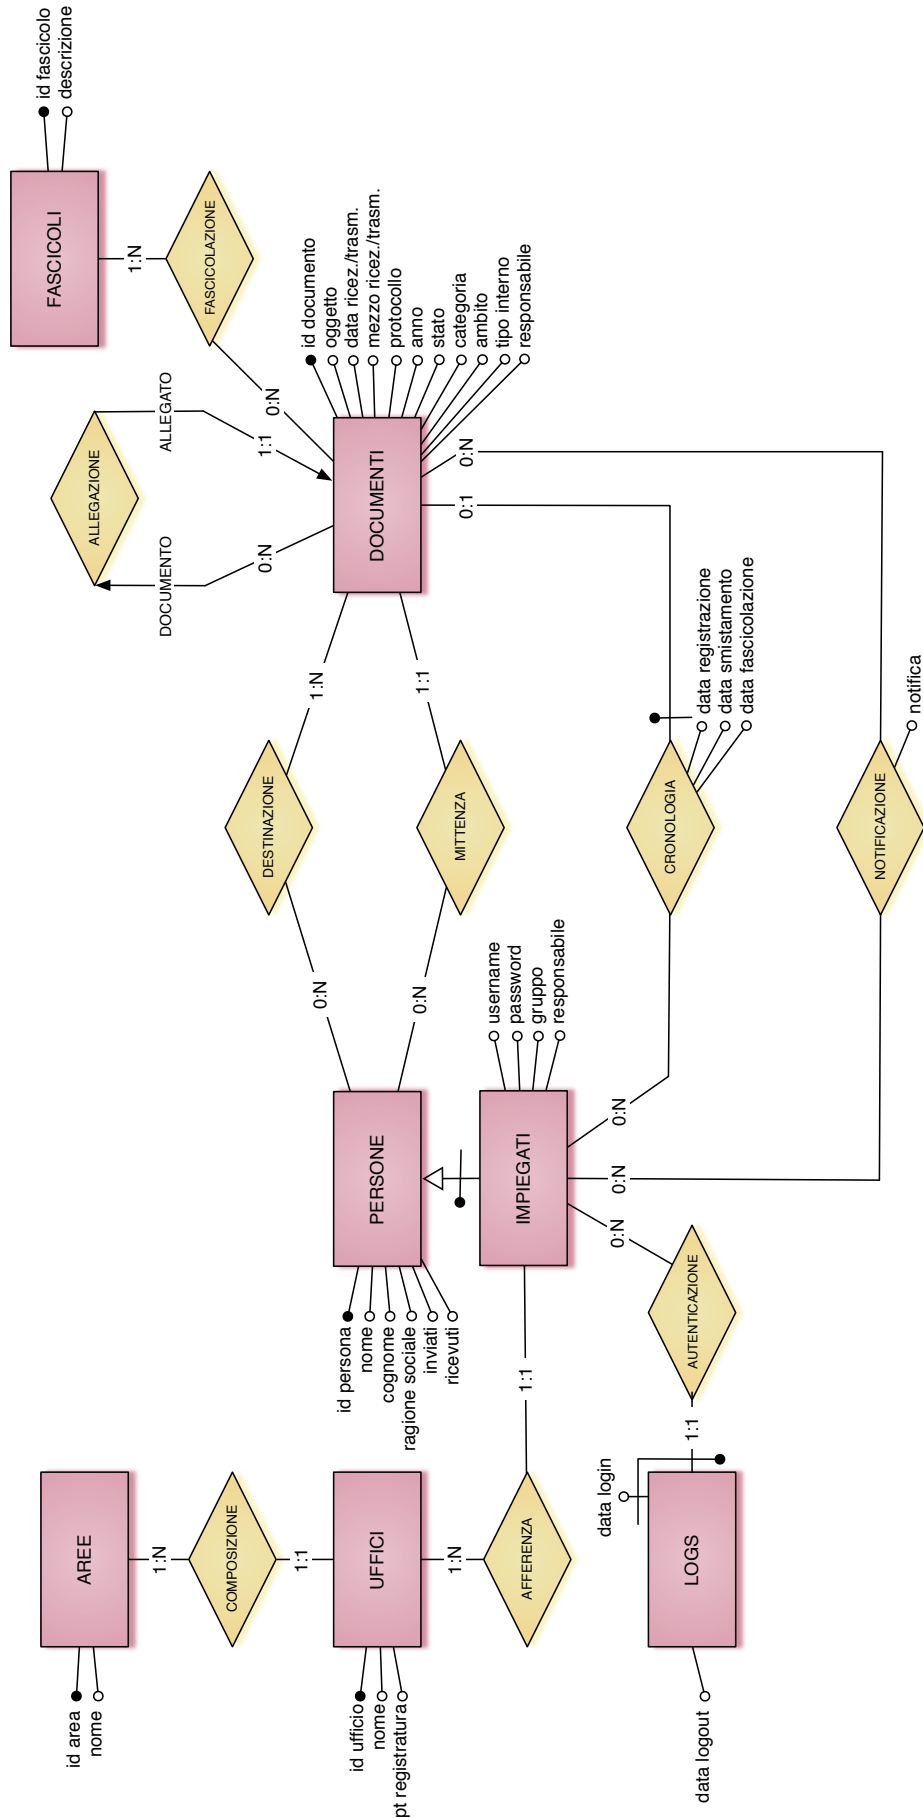 id fascicolo
descrizione
FASCICOLI
1:N
FASCICOLAZIONE
0:N
ALLEGAZIONE
ALLEGATO
1:1
DOCUMENTO
0:N
id documento
oggetto
data ricez./trasm.
mezzo ricez./trasm.
protocollo
anno
stato
categoria
ambito
tipo interno
responsabile
DOCUMENTI
0:N
0:1
1:N
1:1
DESTINAZIONE
MITTENZA
0:N
0:N
data registrazione
data smistamento
data fascicolazione
CRONOLOGIA
notifica
NOTIFICAZIONE
username
password
gruppo
responsabile
PERSONE
IMPIEGATI
0:N
0:N
0:N
id persona
nome
cognome
ragione sociale
inviati
ricevuti
AUTENTICAZIONE
1:1
1:1
data login
AREE
1:N
COMPOSIZIONE
1:1
UFFICI
1:N
AFFERENZA
LOGS
id area
nome
id ufficio
nome
pt registratura
data logout